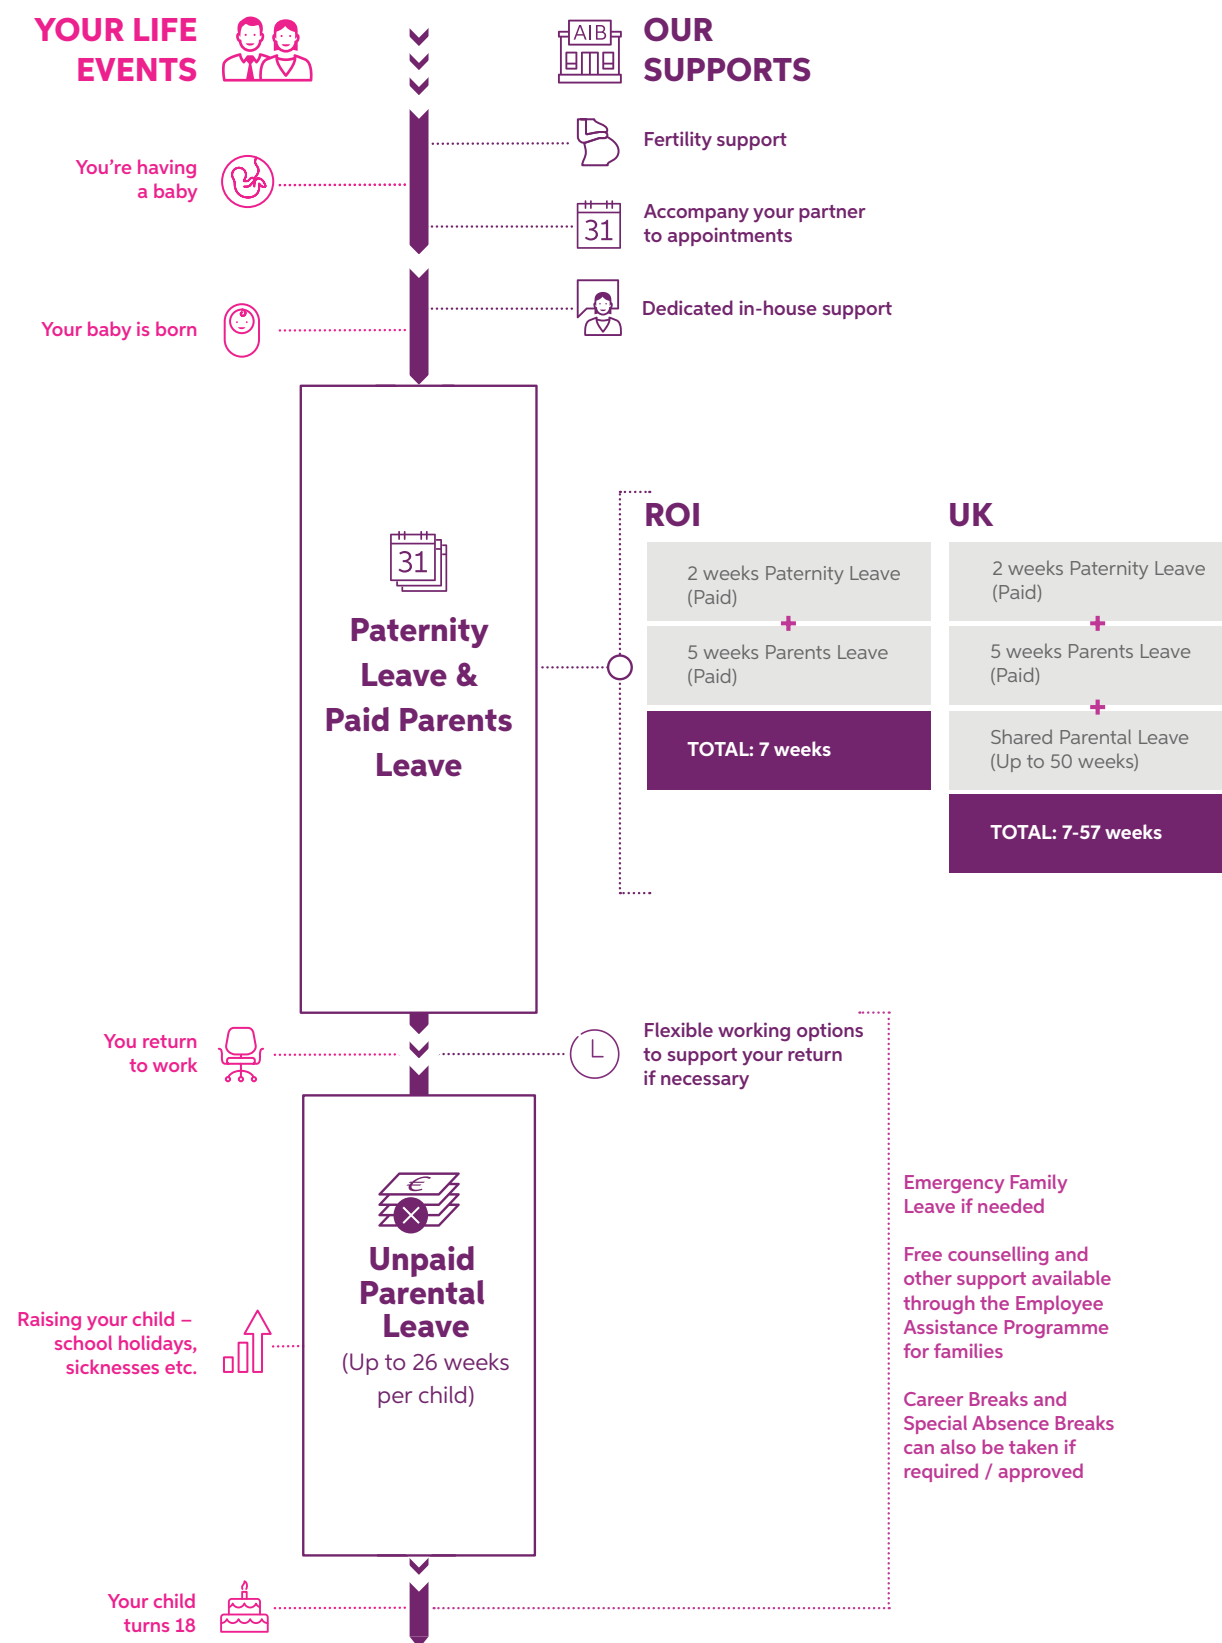 YOUR LIFE
EVENTS
AIB
OUR
SUPPORTS
Fertility support
You're having
a baby
31
Accompany your partner
to appointments
Dedicated in-house support
Your baby is born
31
Paternity
Leave &
Paid Parents
Leave
ROI
2 weeks Paternity Leave
(Paid)
+
5 weeks Parents Leave
(Paid)
TOTAL: 7 weeks
UK
2 weeks Paternity Leave
(Paid)
+
5 weeks Parents Leave
(Paid)
+
Shared Parental Leave
(Up to 50 weeks)
TOTAL: 7-57 weeks
You return
to work
Flexible working options
to support your return
if necessary
€
Unpaid
Parental
Leave
(Up to 26 weeks
per child)
Raising your child –
school holidays,
sicknesses etc.
Emergency Family
Leave if needed
Free counselling and
other support available
through the Employee
Assistance Programme
for families
Career Breaks and
Special Absence Breaks
can also be taken if
required / approved
Your child
turns 18